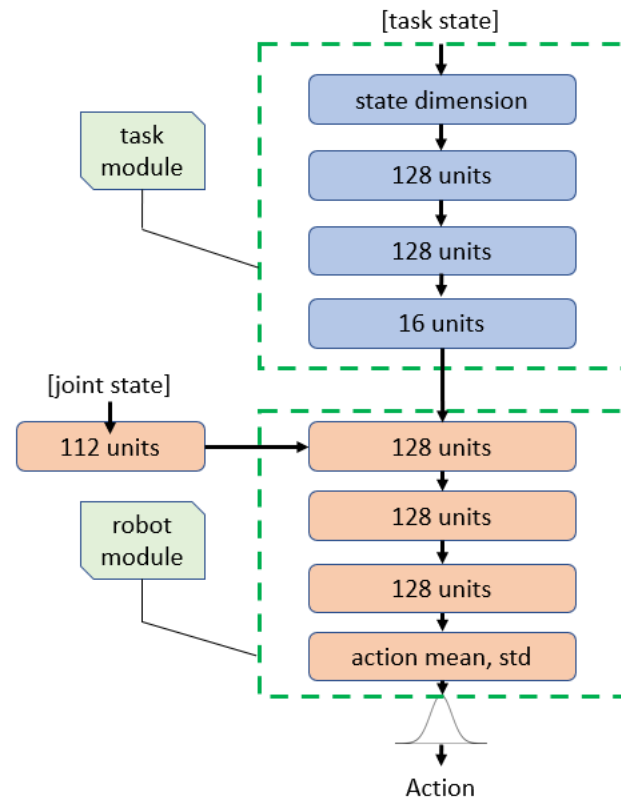 [task state]
state dimension
task
module
128 units
128 units
16 units
[joint state]
112 units
128 units
robot
module
128 units
128 units
action mean, std
Action